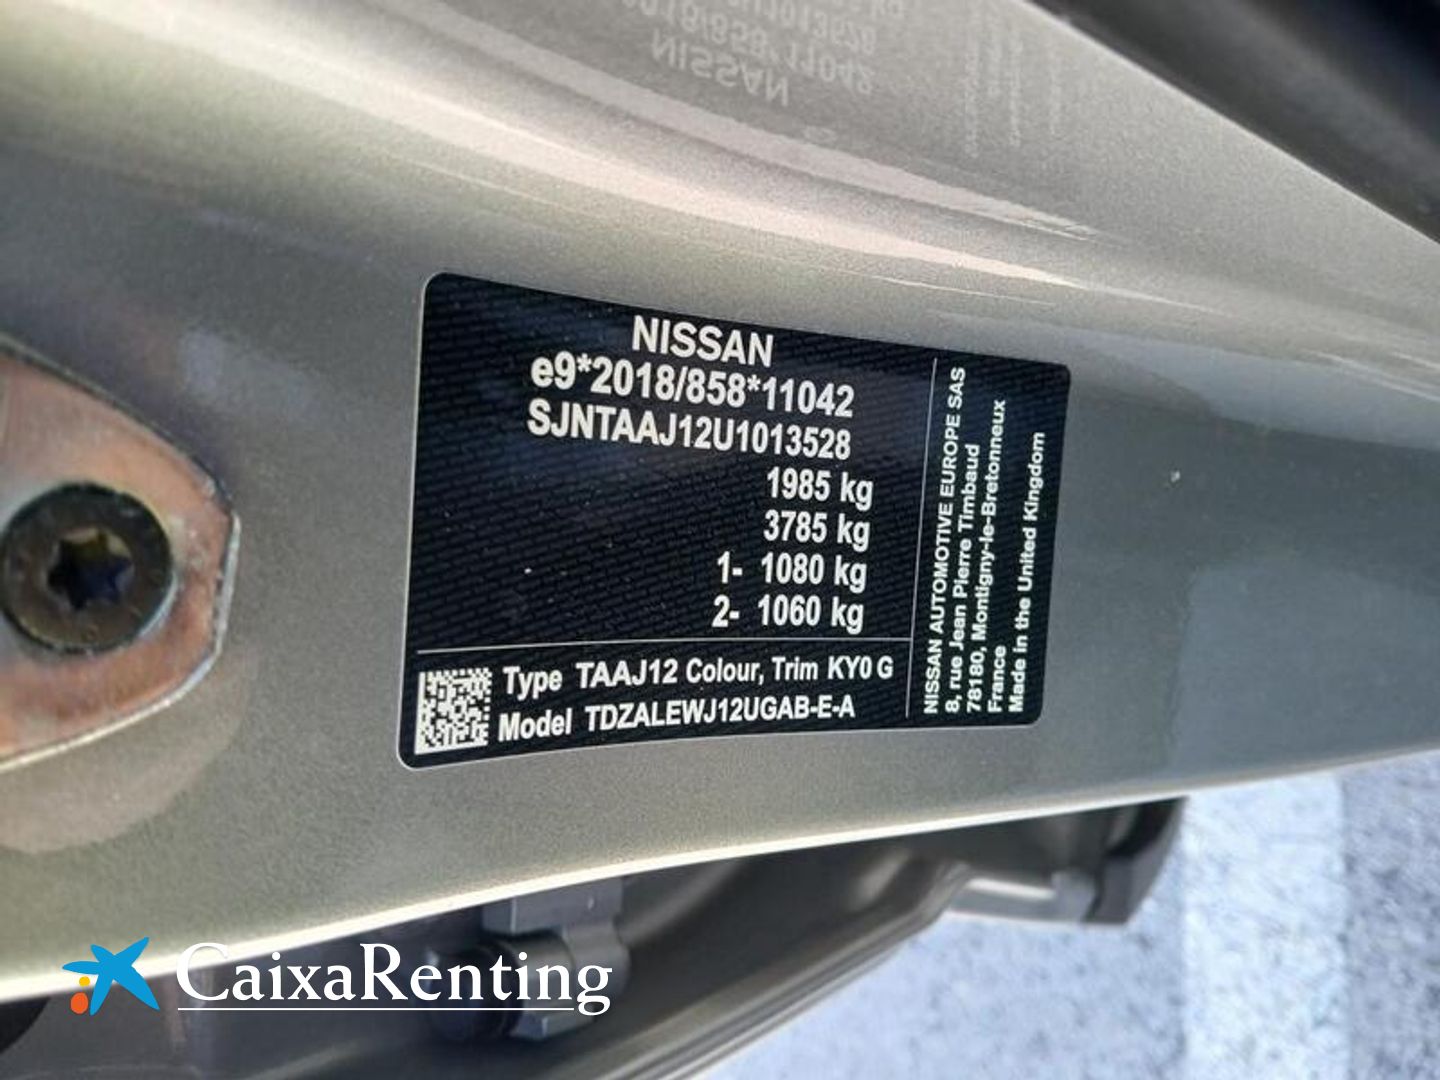 NISSAN
e9*2018/858*11042
SJNTAAJ12U1013528
1985 kg
3785 kg
1- 1080 kg
2- 1060 kg
Type TAAJ12 Colour, Trim KY0 G
Model TDZALEWJ12UGAB-E-A
NISSAN AUTOMOTIVE EUROPE SAS
8, rue Jean Pierre Timbaud
78180, Montigny-le-Bretonneux
France
Made in the United Kingdom
CaixaRenting